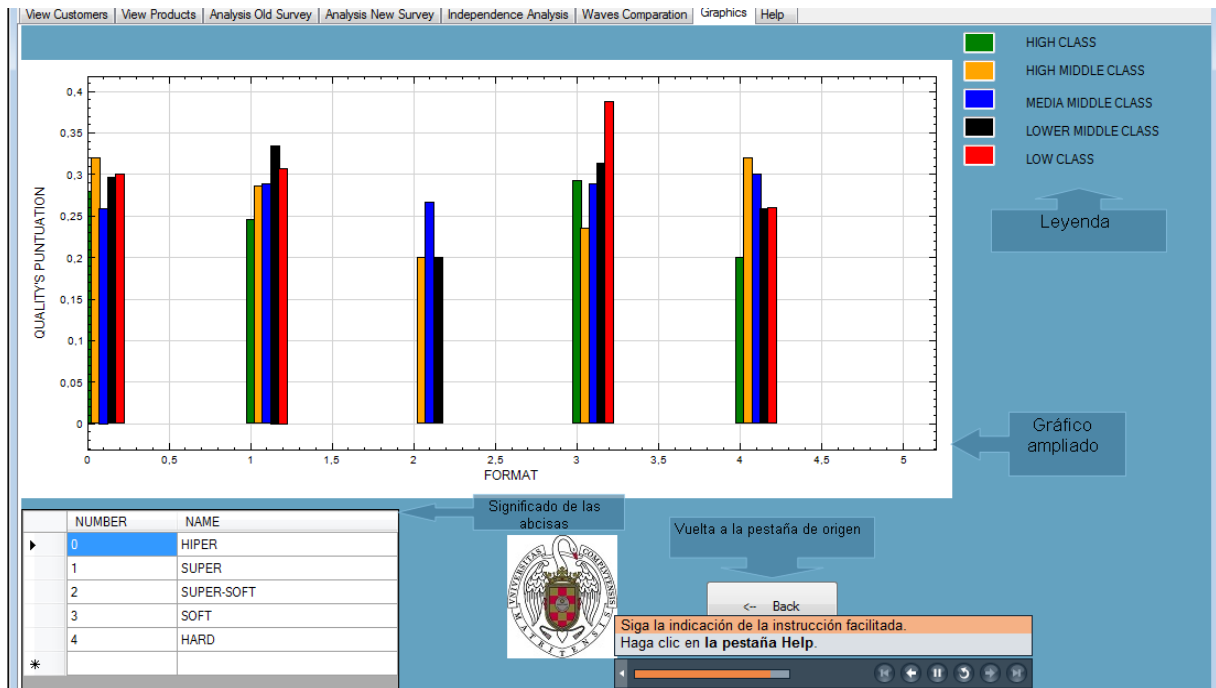 View Customers View Products Analysis Old Survey Analysis New Survey Independence Analysis Waves Comparation Graphics Help
HIGH CLASS
HIGH MIDDLE CLASS
MEDIA MIDDLE CLASS
LOWER MIDDLE CLASS
LOW CLASS
Leyenda
QUALITY'S PUNTUATION
0,4
0,35
0,3
0,25
0,2
0,15
0,1
0,05
0
0 0,5 1 1,5 2 2,5 3 3,5 4 4,5 5
FORMAT
Gráfico
ampliado
Significado de las
abcisas
NUMBER NAME
0 HIPER
1 SUPER
2 SUPER-SOFT
3 SOFT
4 HARD
Vuelta a la pestaña de origen
VNIVERSITAS COMPLVTENSIS
MATRITENSIS
<-- Back
Siga la indicación de la instrucción facilitada.
Haga clic en la pestaña Help.